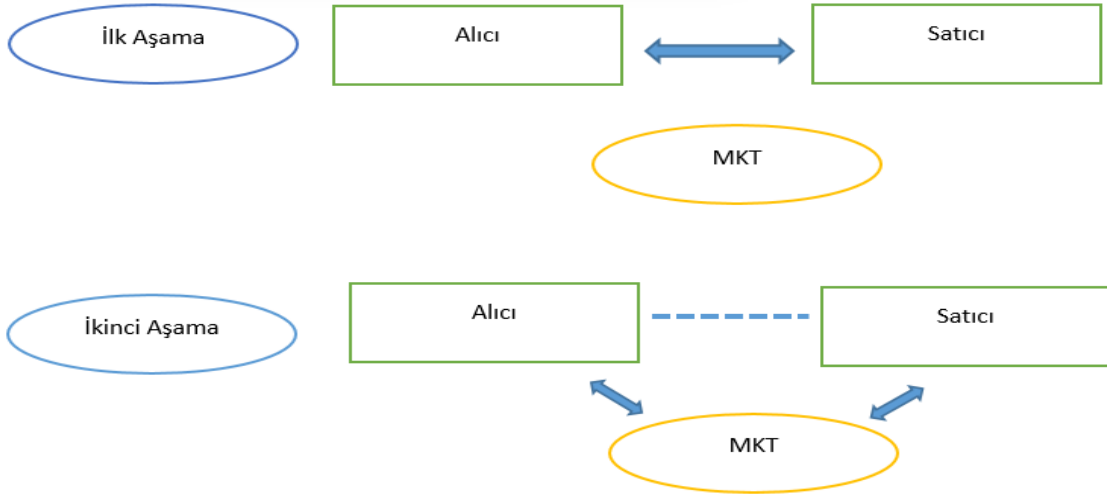 İlk Aşama
Alıcı
Satıcı
MKT
İkinci Aşama
Alıcı
Satıcı
MKT